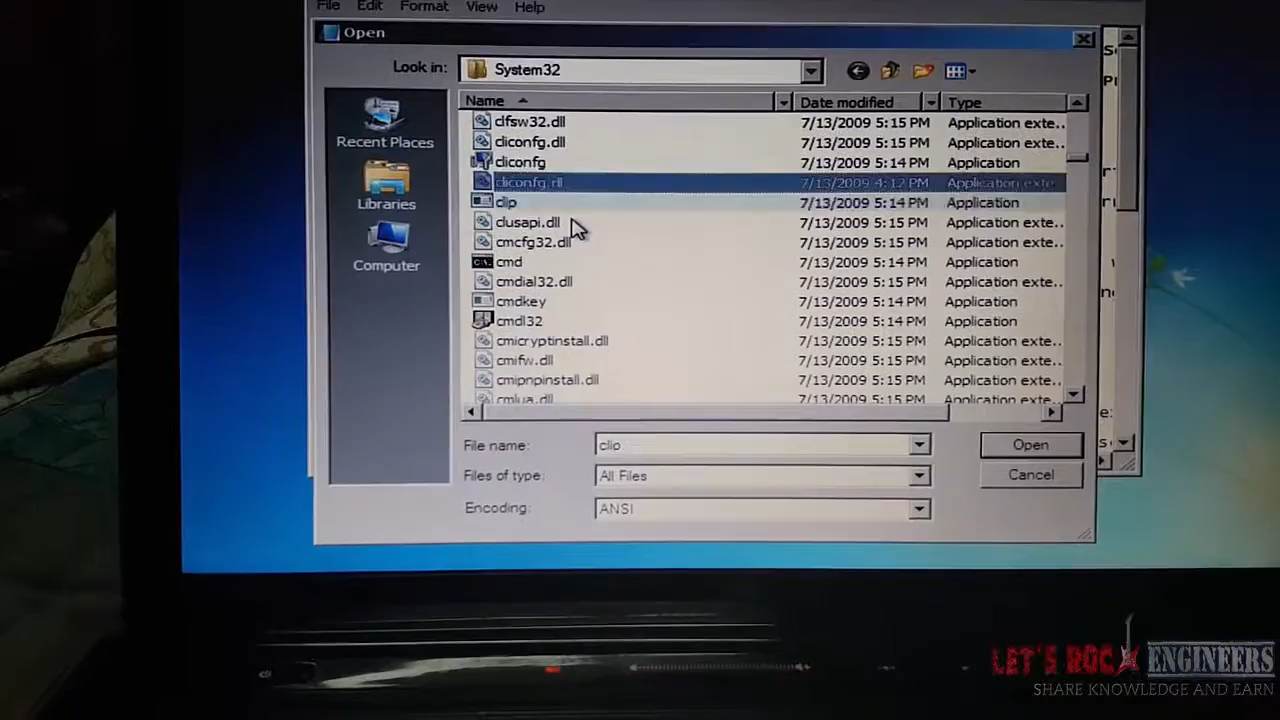 File Edit Format View Help
Open
Look in: System32
Name Date modified Type
clfsw32.dll 7/13/2009 5:15 PM Application exte..
cliconfg.dll 7/13/2009 5:15 PM Application exte..
cliconfg 7/13/2009 5:14 PM Application
cliconfg.rll 7/13/2009 4:12 PM Application exte..
clip 7/13/2009 5:14 PM Application
clusapi.dll 7/13/2009 5:15 PM Application exte..
cmcfg32.dll 7/13/2009 5:15 PM Application exte..
cmd 7/13/2009 5:14 PM Application
cmdial32.dll 7/13/2009 5:15 PM Application exte..
cmdkey 7/13/2009 5:14 PM Application
cmdl32 7/13/2009 5:14 PM Application
cmicryptinstall.dll 7/13/2009 5:15 PM Application exte..
cmifw.dll 7/13/2009 5:15 PM Application exte..
cmipnpinstall.dll 7/13/2009 5:15 PM Application exte..
cmlua.dll 7/13/2009 5:15 PM Application exte..
Recent Places
Libraries
Computer
File name: clip Open
Files of type: All Files Cancel
Encoding: ANSI
LET'S ROCK ENGINEERS
SHARE KNOWLEDGE AND EARN